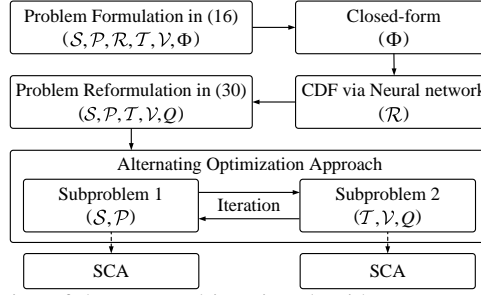 Problem Formulation in (16)
(𝒮,𝒫,ℛ,𝒯,𝒱,Φ)
Closed-form
(Φ)
Problem Reformulation in (30)
(𝒮,𝒫,𝒯,𝒱,𝒬)
CDF via Neural network
(ℛ)
Alternating Optimization Approach
Subproblem 1
(𝒮,𝒫)
Iteration
Subproblem 2
(𝒯,𝒱,𝒬)
SCA
SCA